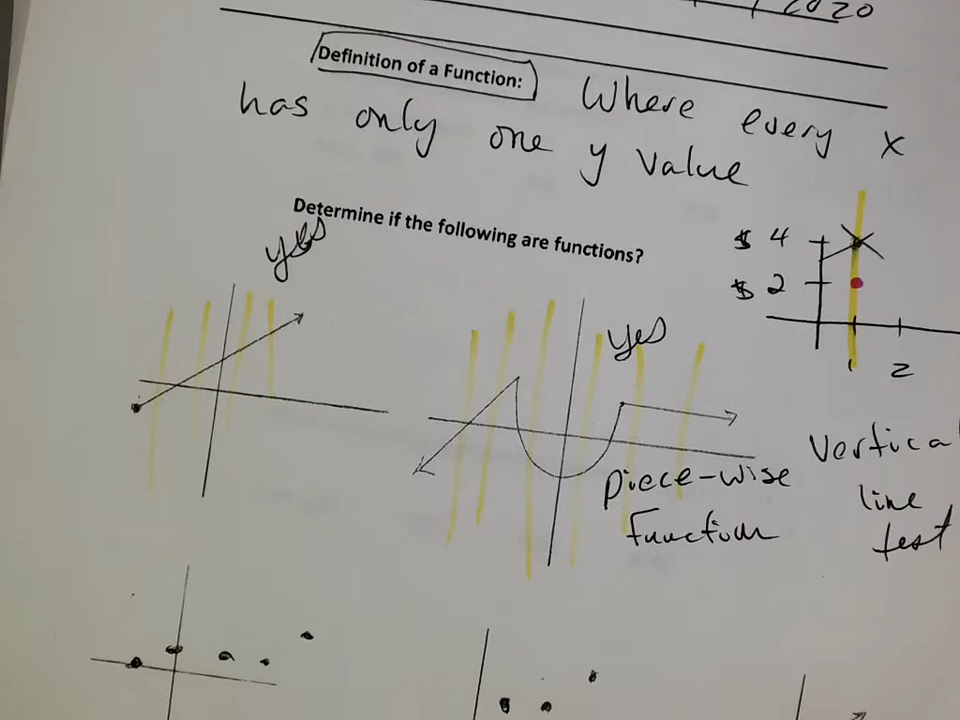 2020
Definition of a Function: Where every x
has only one y value
Determine if the following are functions?
yes
$ 4
$ 2
1 2
yes
Piece-wise
Function
Vertica
line
test